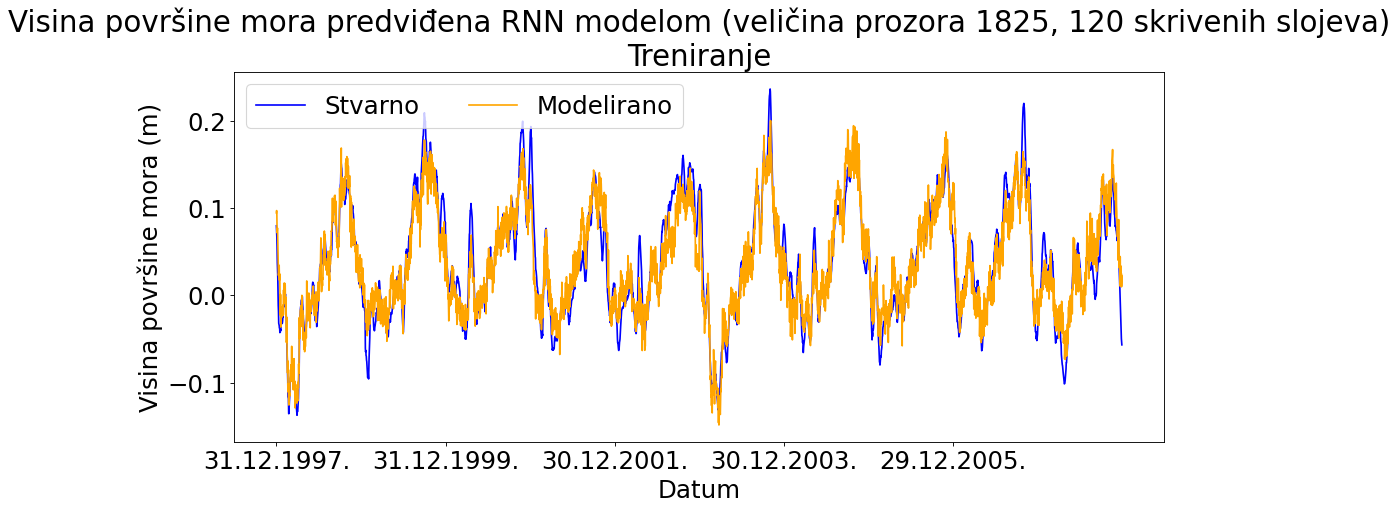 Visina površine mora predviđena RNN modelom (veličina prozora 1825, 120 skrivenih slojeva)
Treniranje
Stvarno Modelirano
Visina površine mora (m)
0.2
0.1
0.0
−0.1
31.12.1997. 31.12.1999. 30.12.2001. 30.12.2003. 29.12.2005.
Datum